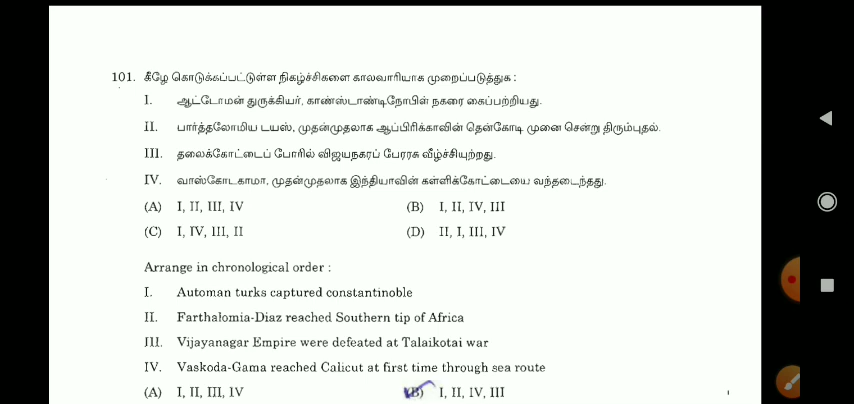 101. கீழே கொடுக்கப்பட்டுள்ள நிகழ்ச்சிகளை காலவாரியாக முறைப்படுத்துக :
I. ஆட்டோமன் துருக்கியர், காண்ஸ்டாண்டிநோபிள் நகரை கைப்பற்றியது.
II. பார்த்தலோமிய டயஸ், முதன்முதலாக ஆப்பிரிக்காவின் தென்கோடி முனை சென்று திரும்புதல்.
III. தலைக்கோட்டைப் போரில் விஜயநகரப் பேரரசு வீழ்ச்சியுற்றது.
IV. வாஸ்கோடகாமா, முதன்முதலாக இந்தியாவின் கள்ளிக்கோட்டையை வந்தடைந்தது.
(A) I, II, III, IV (B) I, II, IV, III
(C) I, IV, III, II (D) II, I, III, IV
Arrange in chronological order :
I. Automan turks captured constantinoble
II. Farthalomia-Diaz reached Southern tip of Africa
III. Vijayanagar Empire were defeated at Talaikotai war
IV. Vaskoda-Gama reached Calicut at first time through sea route
(A) I, II, III, IV (B) I, II, IV, III